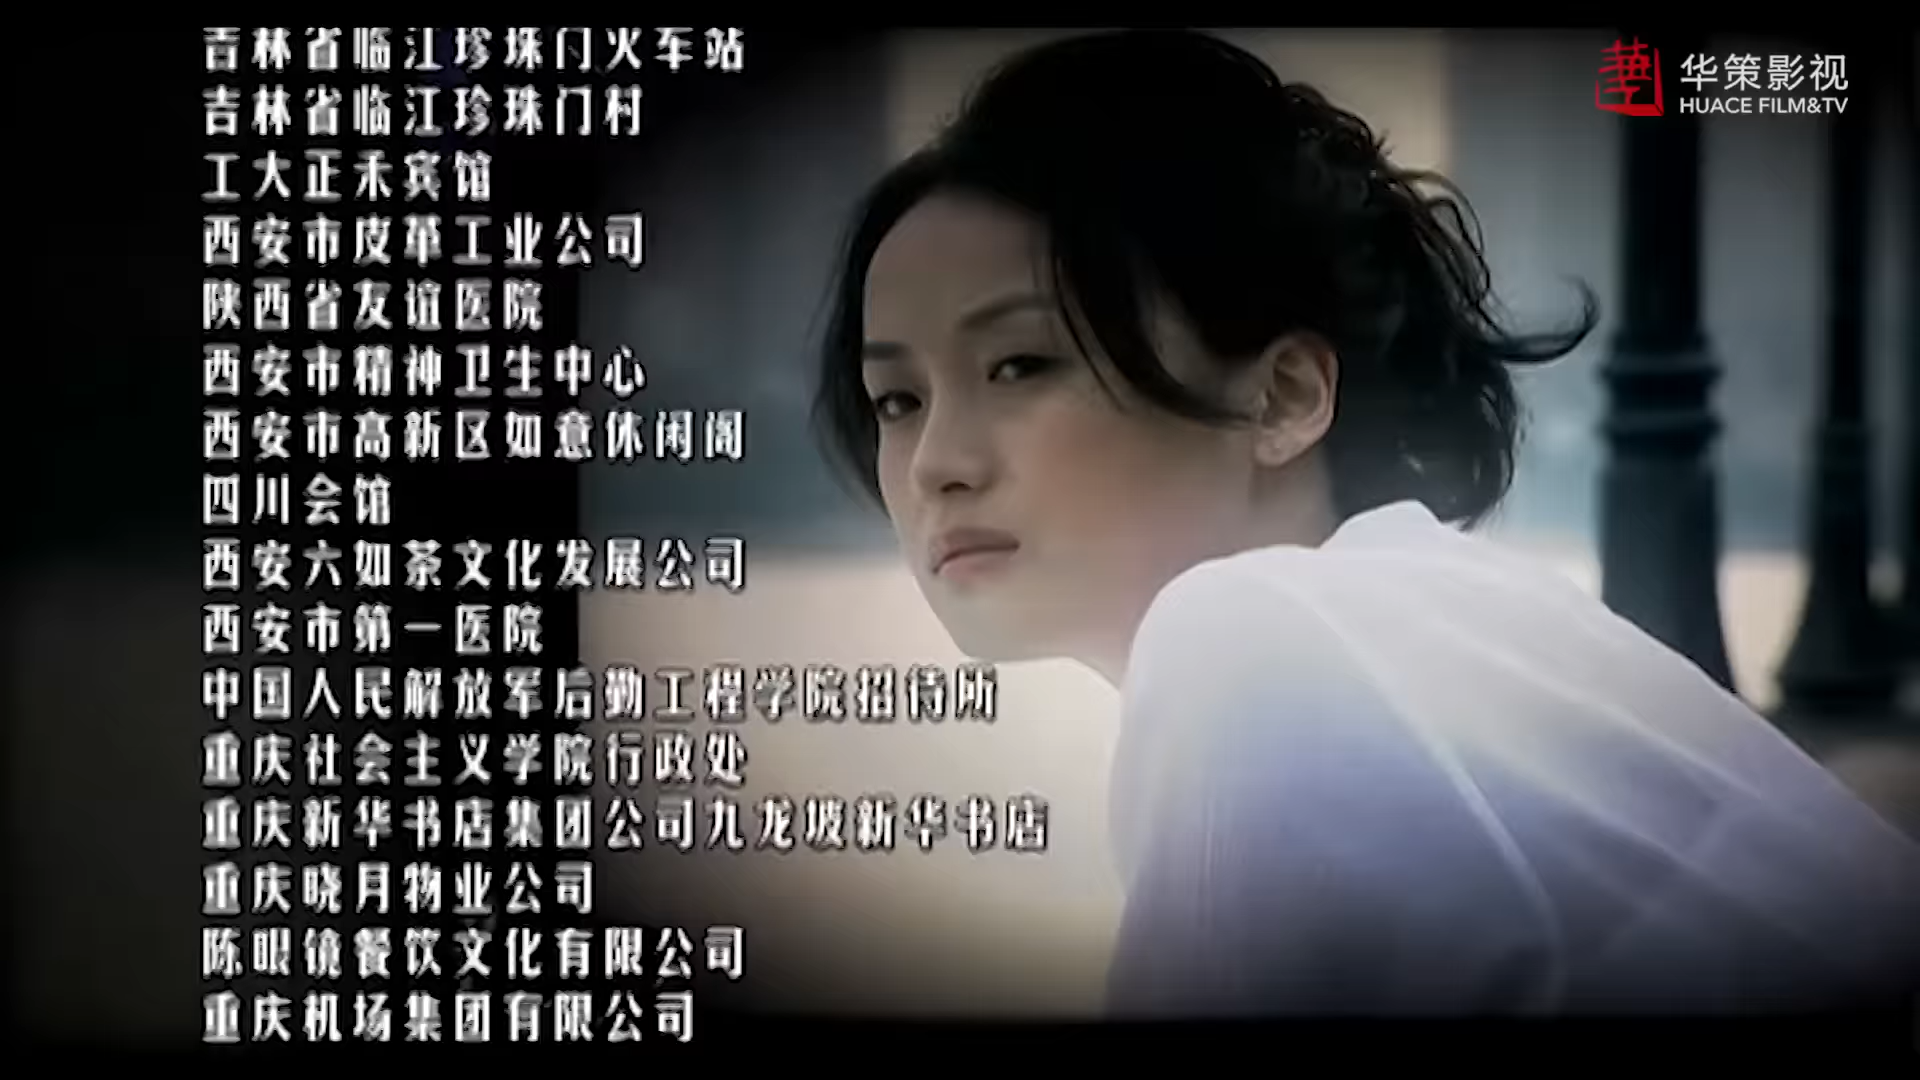 吉林省临江珍珠门火车站
吉林省临江珍珠门村
工大正禾宾馆
西安市皮革工业公司
陕西省友谊医院
西安市精神卫生中心
西安市高新区如意休闲阁
四川会馆
西安六如茶文化发展公司
西安市第一医院
中国人民解放军后勤工程学院招待所
重庆社会主义学院行政处
重庆新华书店集团公司九龙坡新华书店
重庆晓月物业公司
陈眼镜餐饮文化有限公司
重庆机场集团有限公司
华策影视
HUACE FILM&TV